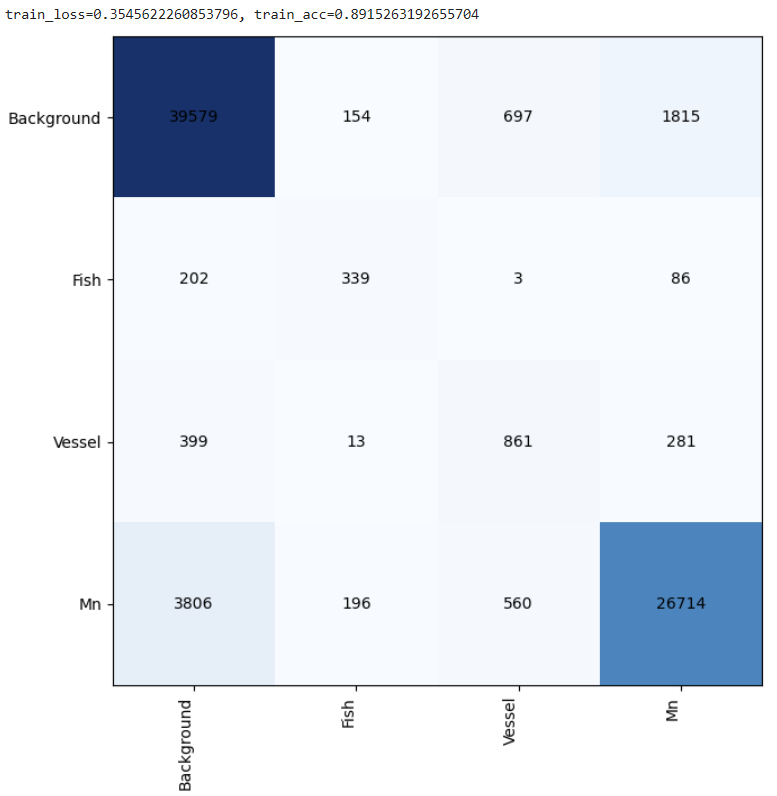 train_loss=0.3545622260853796, train_acc=0.8915263192655704
Background 39579 154 697 1815
Fish 202 339 3 86
Vessel 399 13 861 281
Mn 3806 196 560 26714
Background Fish Vessel Mn